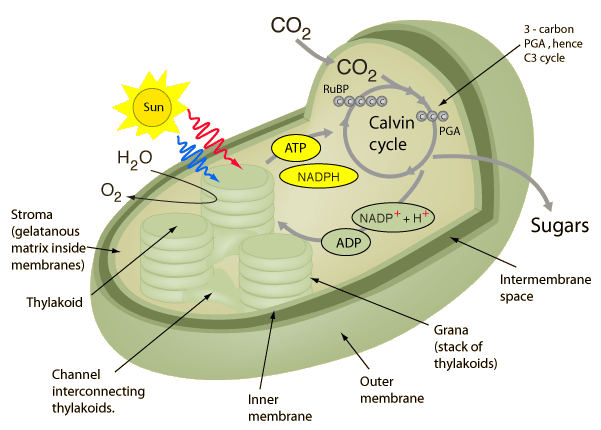 CO2
3 - carbon
PGA , hence
C3 cycle
CO2
RuBP
C C C C C
C C C
PGA
Sun
Calvin
cycle
ATP
H2O
NADPH
O2
NADP+ + H+
Sugars
Stroma
(gelatanous
matrix inside
membranes)
ADP
Intermembrane
space
Thylakoid
Grana
(stack of
thylakoids)
Channel
interconnecting
thylakoids.
Inner
membrane
Outer
membrane